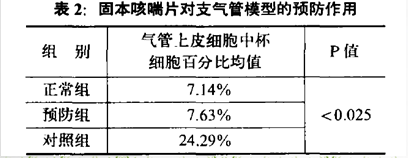 表 2: 固本咳喘片对支气管模型的预防作用
组 别 气管上皮细胞中杯细胞百分比均值 P 值
正常组 7.14%
预防组 7.63% <0.025
对照组 24.29%